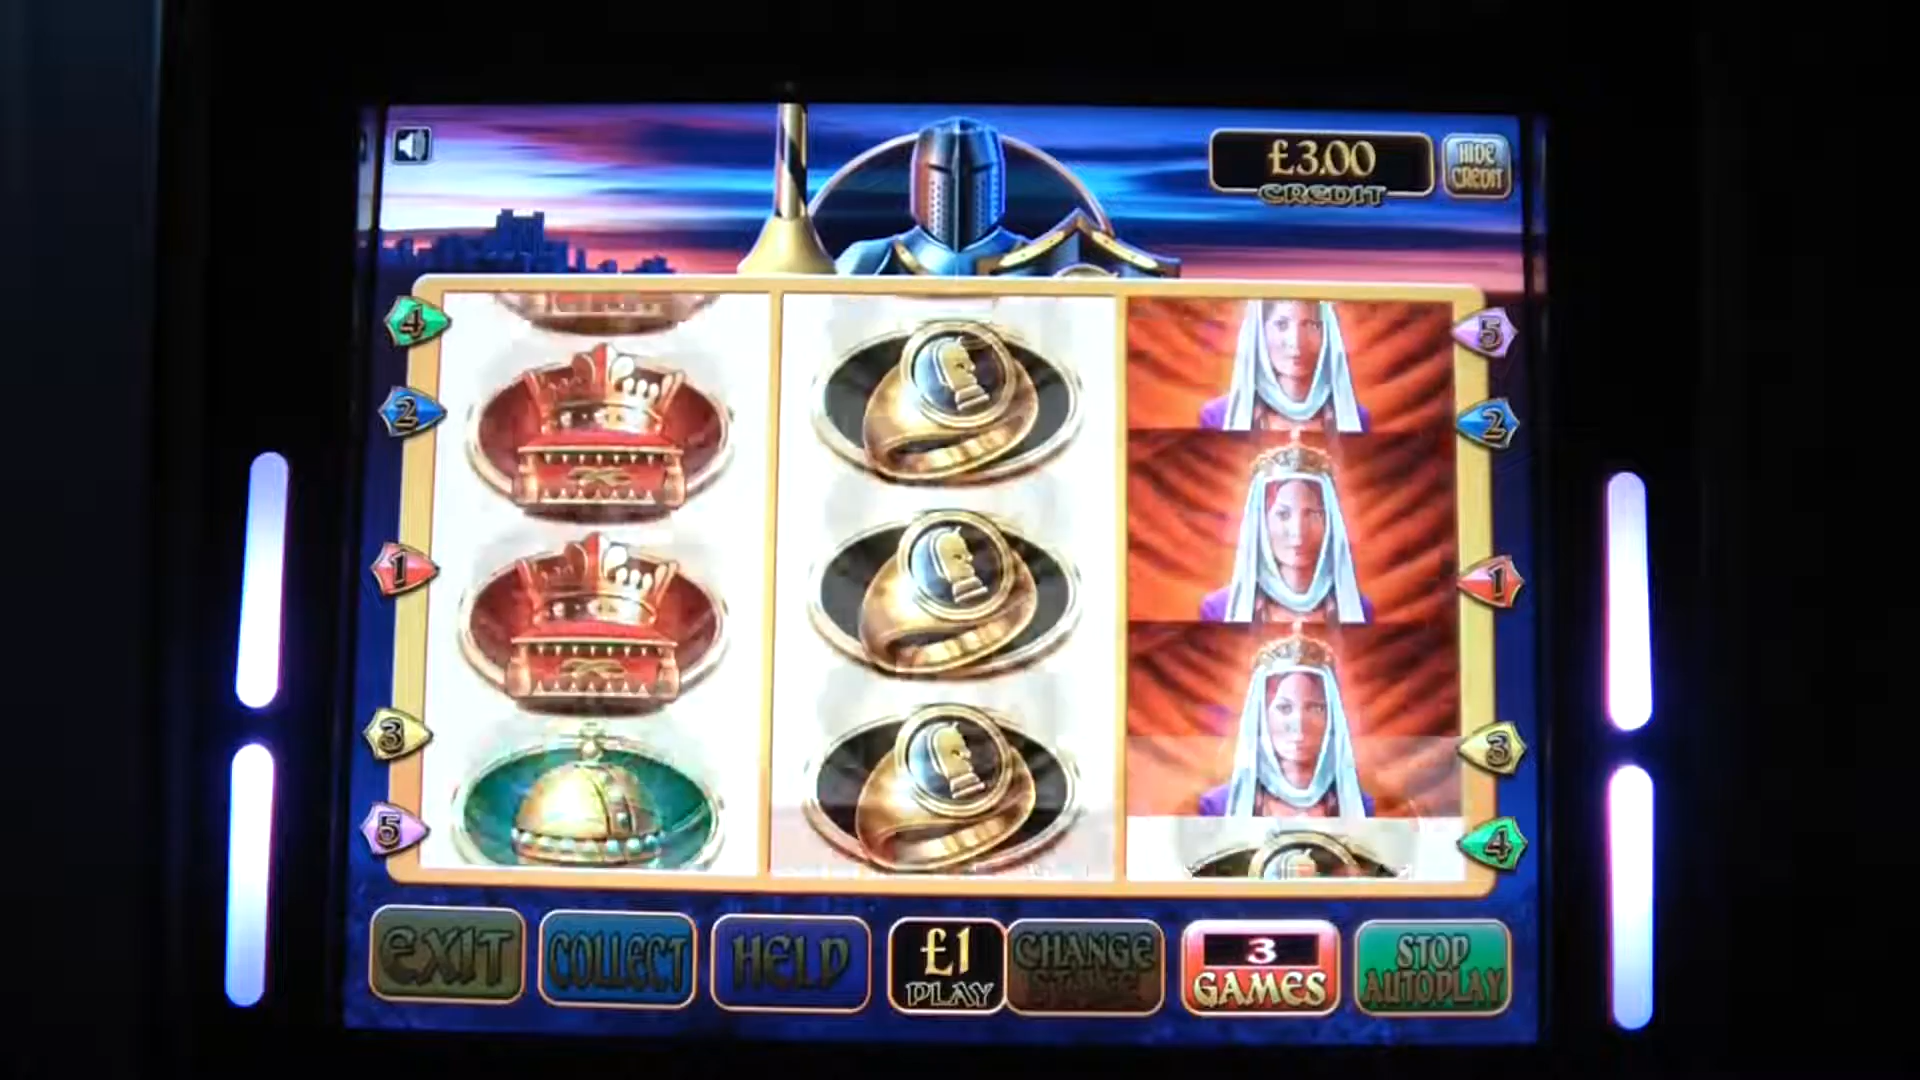 £3.00
CREDIT
HIDE
CREDIT
4
5
2
2
1
1
3
3
5
4
EXIT
COLLECT
HELP
£1
PLAY
CHANGE
STAKE
3
GAMES
STOP
AUTOPLAY